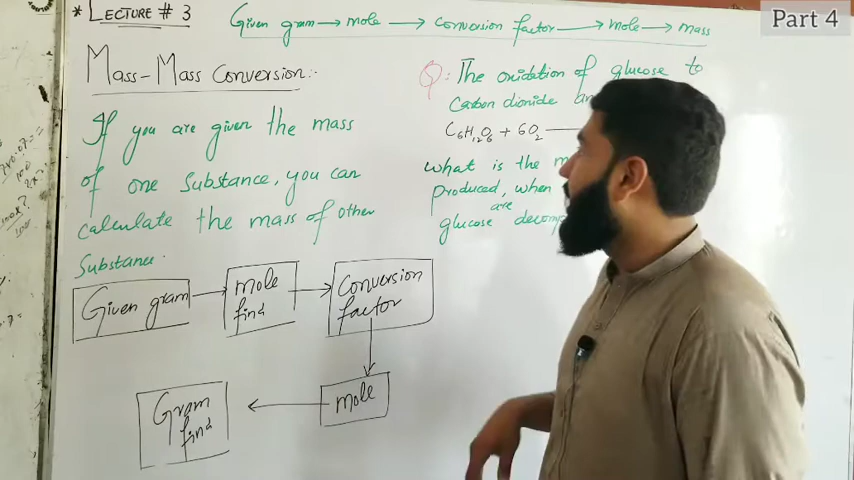 * LECTURE # 3
Given gram → mole → conversion factor → mole → mass
Part 4
Mass-Mass Conversion:-
If you are given the mass
of one Substance, you can
calculate the mass of other
Substance.
Given gram → mole find → Conversion factor
Gram find ← mole
Q: The oxidation of glucose to
Carbon dioxide an
C6H12O6 + 6O2
what is the m
produced, when
are
glucose decomp